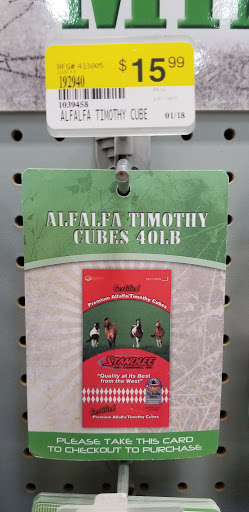 MFG# 413005
192940
$15.99
1039458
ALFALFA TIMOTHY CUBE 01/18
ALFALFA TIMOTHY
CUBES 40LB
Certified
Premium Alfalfa/Timothy Cubes
STANDLEE
"Quality at its Best
from the West"
Certified
Premium Alfalfa/Timothy Cubes
PLEASE TAKE THIS CARD
TO CHECKOUT TO PURCHASE